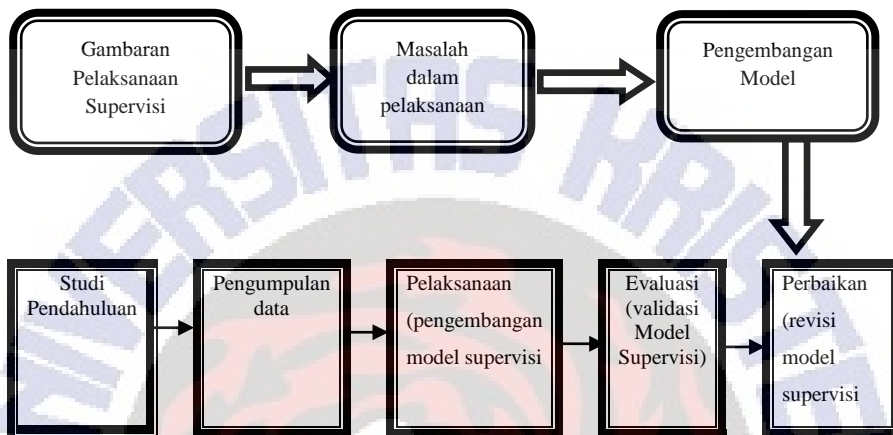 Gambaran
Pelaksanaan
Supervisi
Masalah
dalam
pelaksanaan
Pengembangan
Model
Studi
Pendahuluan
Pengumpulan
data
Pelaksanaan
(pengembangan
model supervisi
Evaluasi
(validasi
Model
Supervisi)
Perbaikan
(revisi
model
supervisi